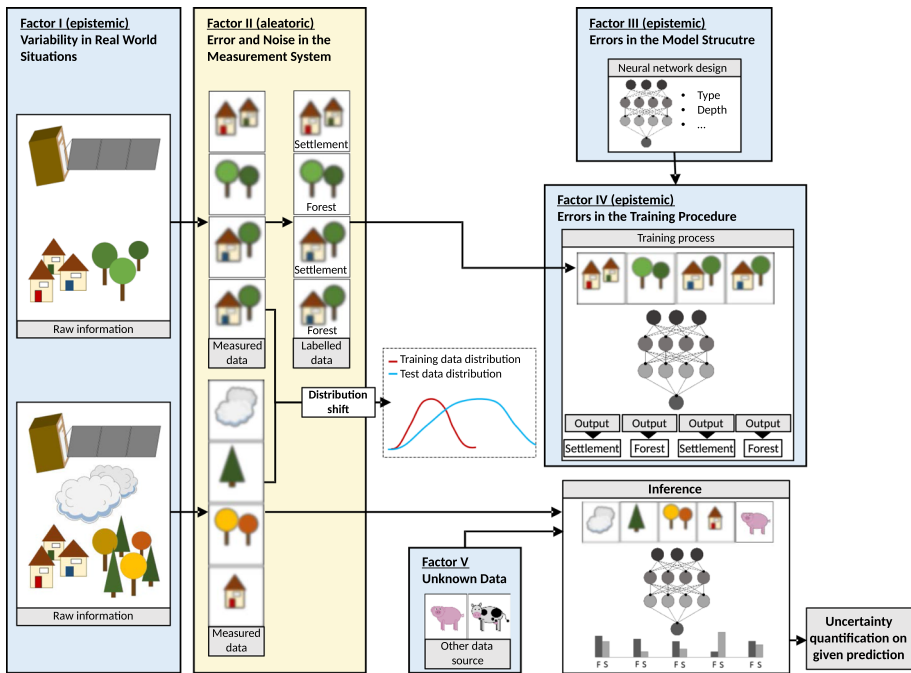 Factor I (epistemic)
Variability in Real World
Situations
Raw information
Raw information
Factor II (aleatoric)
Error and Noise in the
Measurement System
Settlement
Forest
Settlement
Forest
Measured
data
Labelled
data
Measured
data
Distribution
shift
Training data distribution
Test data distribution
Factor III (epistemic)
Errors in the Model Strucutre
Neural network design
• Type
• Depth
• ...
Factor IV (epistemic)
Errors in the Training Procedure
Training process
Output Output Output Output
Settlement Forest Settlement Forest
Factor V
Unknown Data
Other data
source
Inference
F S F S F S F S F S
Uncertainty
quantification on
given prediction